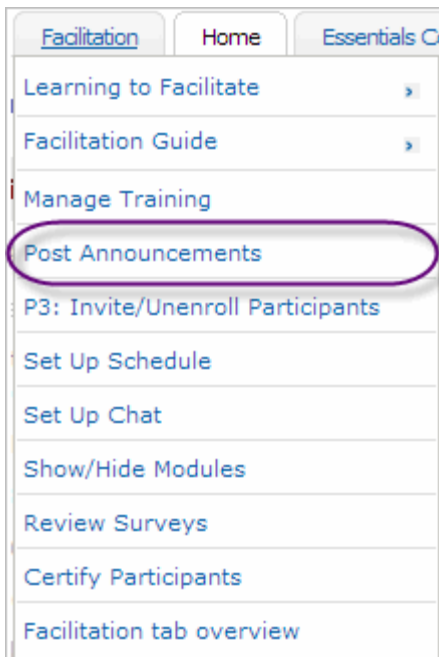 Facilitation Home Essentials C
Learning to Facilitate
Facilitation Guide
Manage Training
Post Announcements
P3: Invite/Unenroll Participants
Set Up Schedule
Set Up Chat
Show/Hide Modules
Review Surveys
Certify Participants
Facilitation tab overview